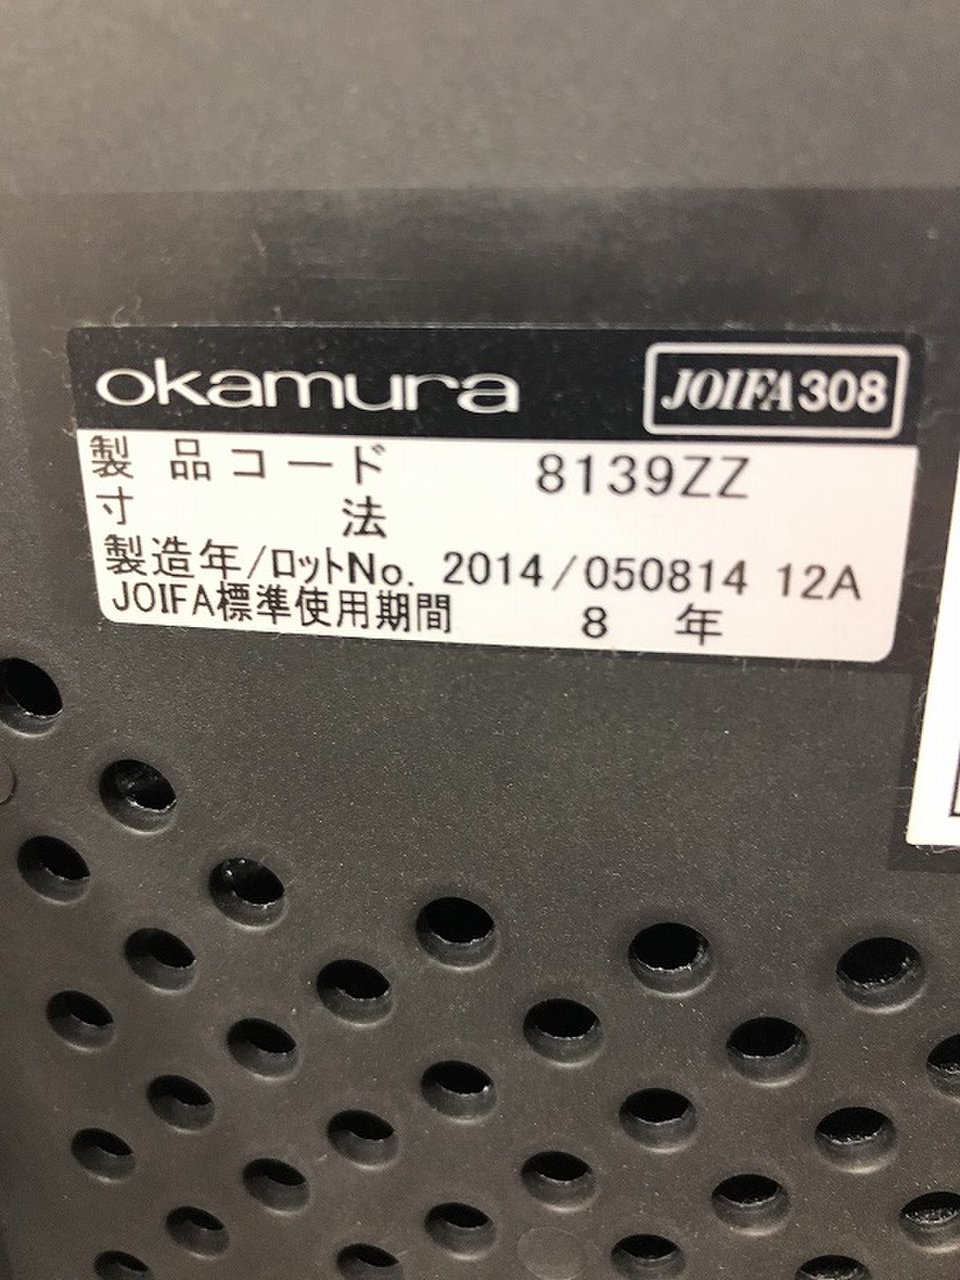 okamura JOIFA308
製品コード 8139ZZ
寸法
製造年/ロットNo. 2014/050814 12A
JOIFA標準使用期間 8 年